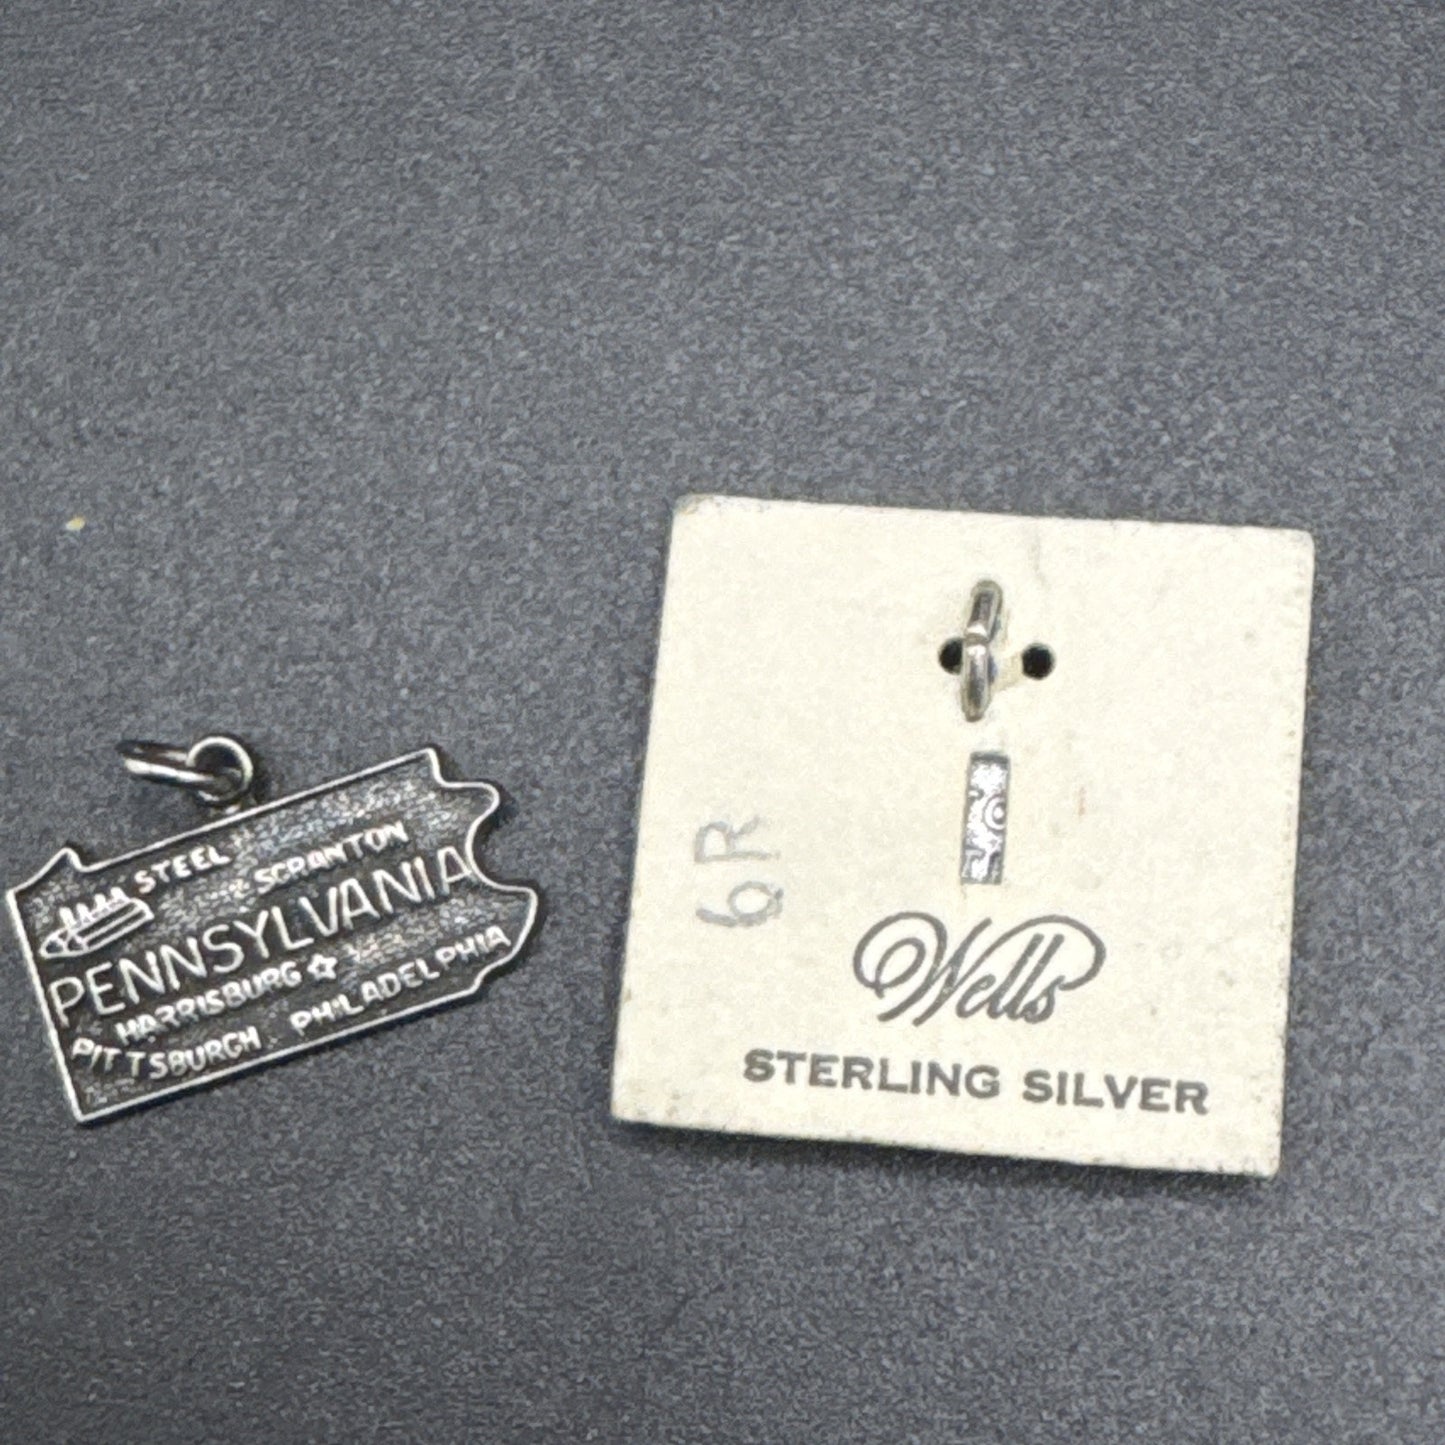 STEEL
SCRANTON
PENNSYLVANIA
HARRISBURG
PHILADELPHIA
PITTSBURGH
6R
Wells
STERLING SILVER